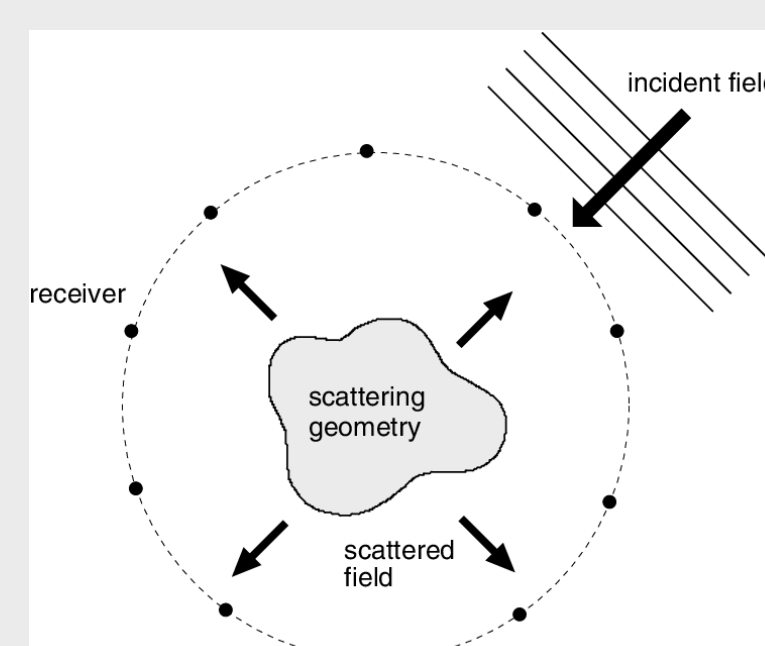 incident fiel
receiver
scattering
geometry
scattered
field